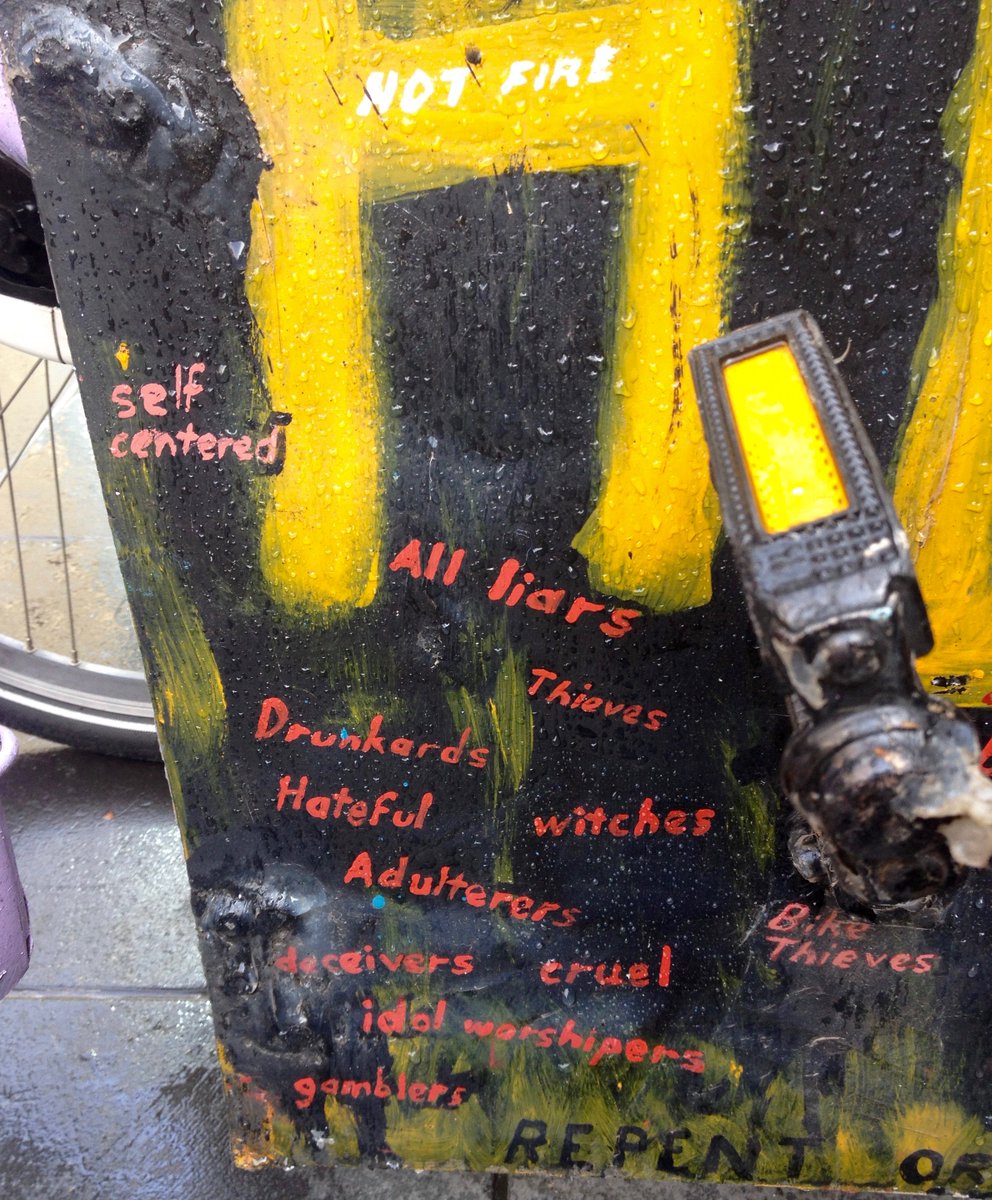 NOT FIRE
self
centered
All liars
Thieves
Drunkards
Hateful
witches
Adulterers
Bike
Thieves
deceivers cruel
idol worshipers
gamblers
REPENT OR